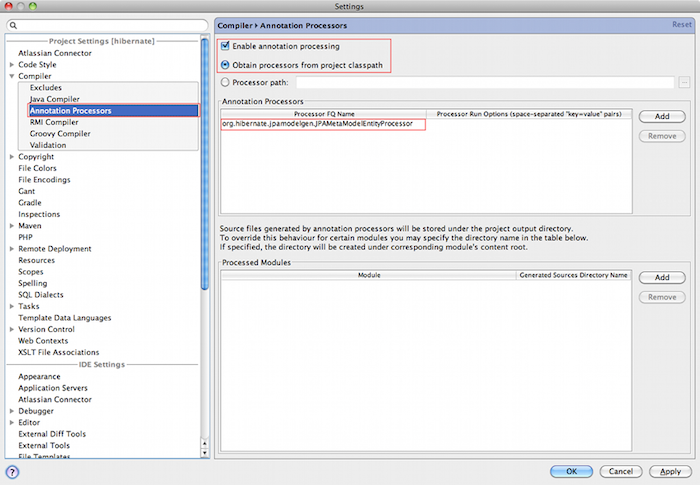 Settings
Project Settings [hibernate]
Atlassian Connector
Code Style
Compiler
Excludes
Java Compiler
Annotation Processors
RMI Compiler
Groovy Compiler
Validation
Copyright
File Colors
File Encodings
Gant
Gradle
Inspections
Maven
PHP
Remote Deployment
Resources
Scopes
Spelling
SQL Dialects
Tasks
Template Data Languages
Version Control
Web Contexts
XSLT File Associations
IDE Settings
Appearance
Application Servers
Atlassian Connector
Debugger
Editor
External Diff Tools
External Tools
File Templates
Compiler › Annotation Processors
Reset
Enable annotation processing
Obtain processors from project classpath
Processor path:
Annotation Processors
Processor FQ Name
Processor Run Options (space-separated "key=value" pairs)
org.hibernate.jpamodelgen.JPAMetaModelEntityProcessor
Add
Remove
Source files generated by annotation processors will be stored under the project output directory.
To override this behaviour for certain modules you may specify the directory name in the table below.
If specified, the directory will be created under corresponding module's content root.
Processed Modules
Module
Generated Sources Directory Name
Add
Remove
?
OK
Cancel
Apply